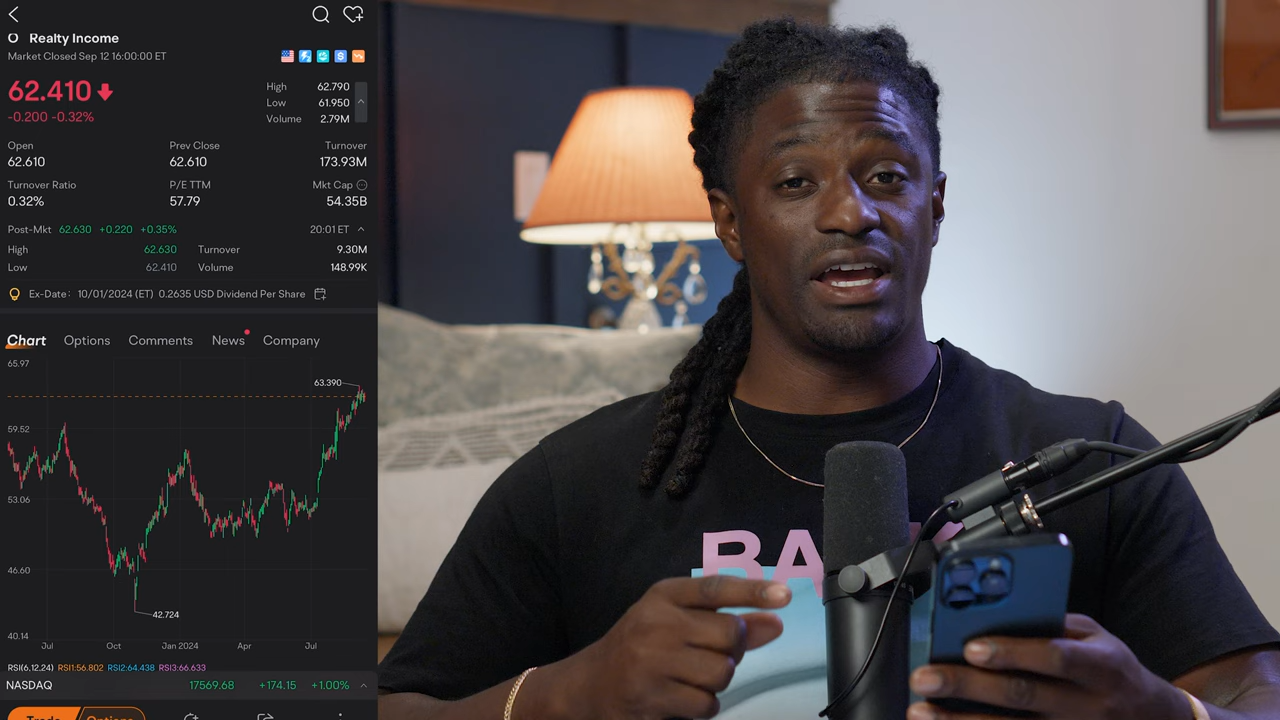 O Realty Income
Market Closed Sep 12 16:00:00 ET
62.410
-0.200 -0.32%
High 62.790
Low 61.950
Volume 2.79M
Open Prev Close Turnover
62.610 62.610 173.93M
Turnover Ratio P/E TTM Mkt Cap
0.32% 57.79 54.35B
Post-Mkt 62.630 +0.220 +0.35% 20:01 ET
High 62.630 Turnover 9.30M
Low 62.410 Volume 148.99K
Ex-Date: 10/01/2024 (ET) 0.2635 USD Dividend Per Share
Chart Options Comments News Company
65.97
63.390
59.52
53.06
46.60
42.724
40.14
Jul Oct Jan 2024 Apr Jul
RSI(6,12,24) RSI1:56.802 RSI2:64.438 RSI3:66.633
NASDAQ 17569.68 +174.15 +1.00%
Trade Options
BA